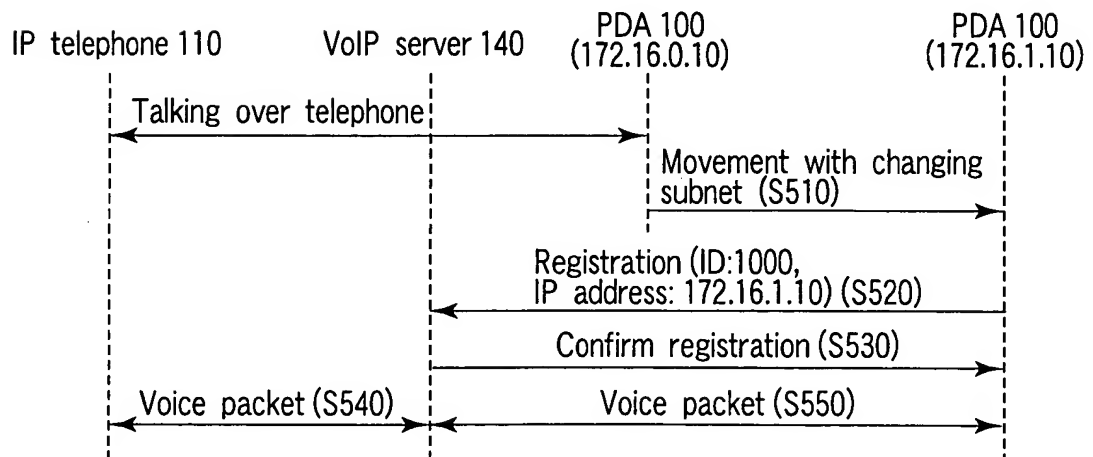 IP telephone 110
VoIP server 140
PDA 100
(172.16.0.10)
PDA 100
(172.16.1.10)
Talking over telephone
Movement with changing
subnet (S510)
Registration (ID:1000,
IP address: 172.16.1.10) (S520)
Confirm registration (S530)
Voice packet (S540)
Voice packet (S550)